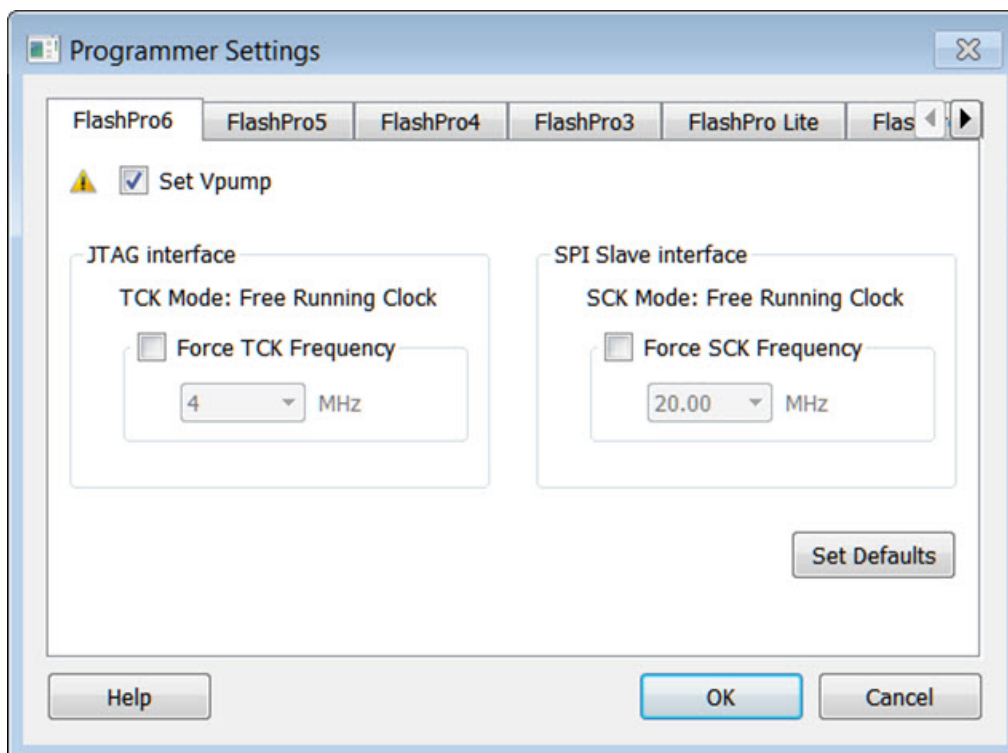 Programmer Settings
FlashPro6 FlashPro5 FlashPro4 FlashPro3 FlashPro Lite
Set Vpump
JTAG interface SPI Slave interface
TCK Mode: Free Running Clock SCK Mode: Free Running Clock
Force TCK Frequency Force SCK Frequency
4 MHz 20.00 MHz
Set Defaults
Help OK Cancel